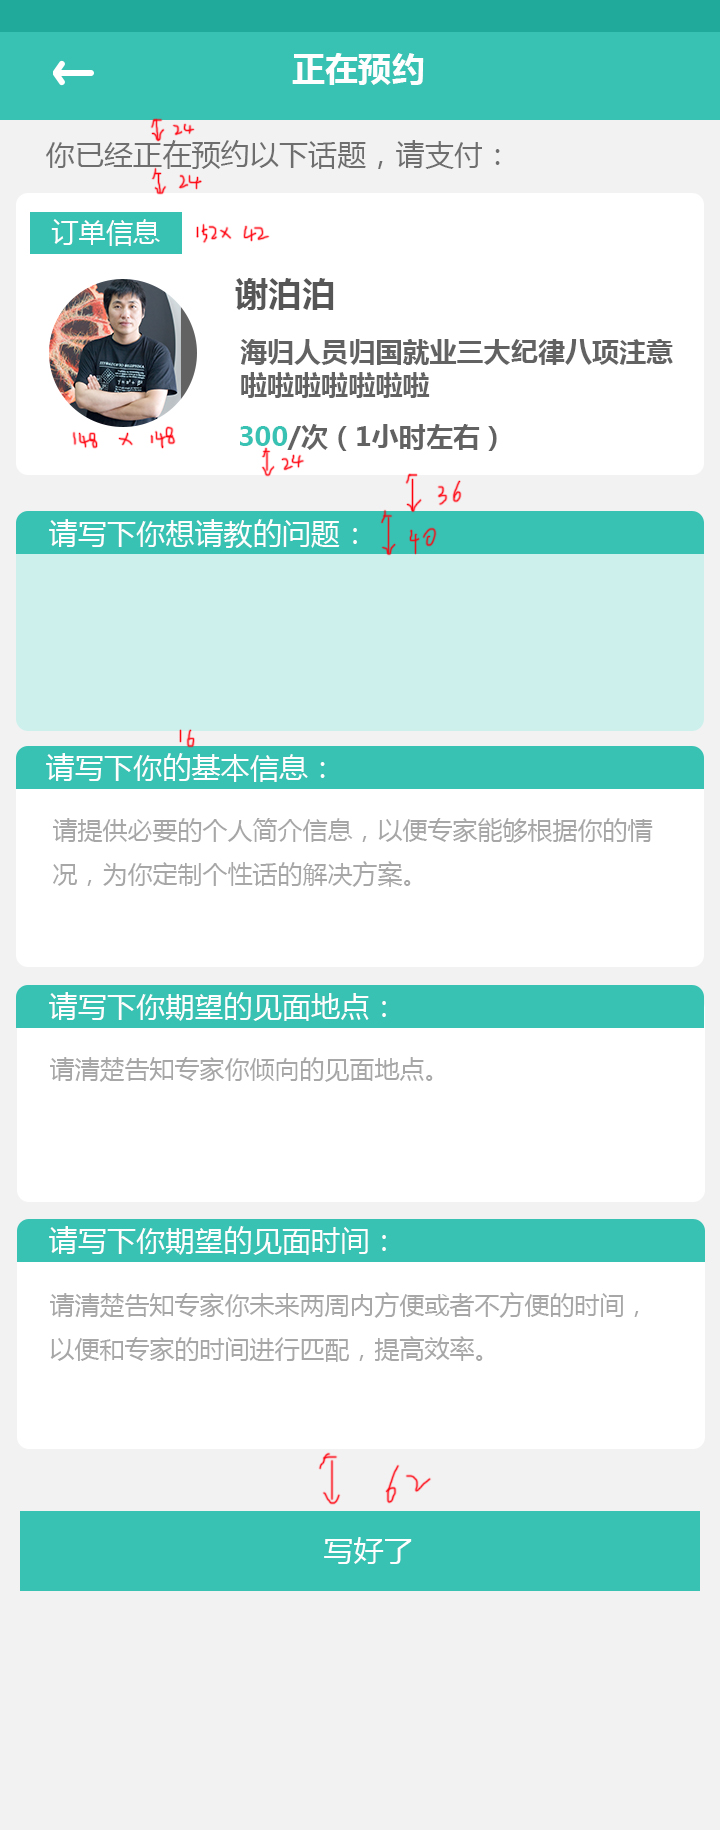 正在预约
24
你已经正在预约以下话题，请支付：
24
订单信息
152x 42
谢泊泊
海归人员归国就业三大纪律八项注意
啦啦啦啦啦啦啦
300/次（1小时左右）
148 x 148
24
36
请写下你想请教的问题：
40
16
请写下你的基本信息：
请提供必要的个人简介信息，以便专家能够根据你的情
况，为你定制个性话的解决方案。
请写下你期望的见面地点：
请清楚告知专家你倾向的见面地点。
请写下你期望的见面时间：
请清楚告知专家你未来两周内方便或者不方便的时间，
以便和专家的时间进行匹配，提高效率。
62
写好了